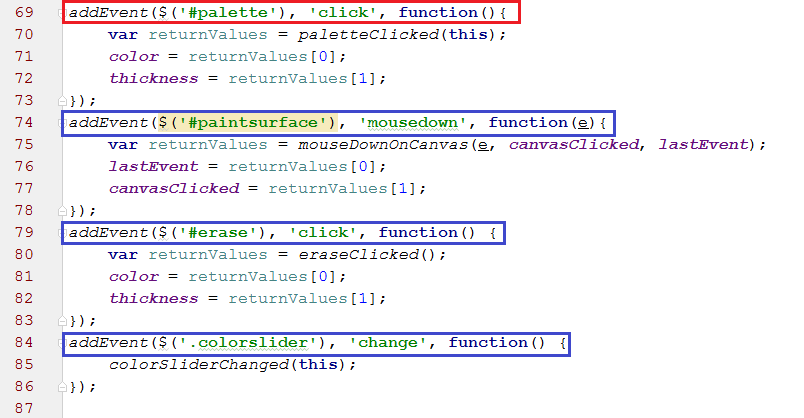 69 addEvent($('#palette'), 'click', function(){
70 var returnValues = paletteClicked(this);
71 color = returnValues[0];
72 thickness = returnValues[1];
73 });
74 addEvent($('#paintsurface'), 'mousedown', function(e){
75 var returnValues = mouseDownOnCanvas(e, canvasClicked, lastEvent);
76 lastEvent = returnValues[0];
77 canvasClicked = returnValues[1];
78 });
79 addEvent($('#erase'), 'click', function() {
80 var returnValues = eraseClicked();
81 color = returnValues[0];
82 thickness = returnValues[1];
83 });
84 addEvent($('.colorslider'), 'change', function() {
85 colorSliderChanged(this);
86 });
87